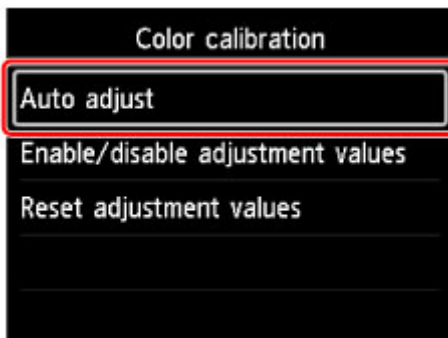 Color calibration
Auto adjust
Enable/disable adjustment values
Reset adjustment values